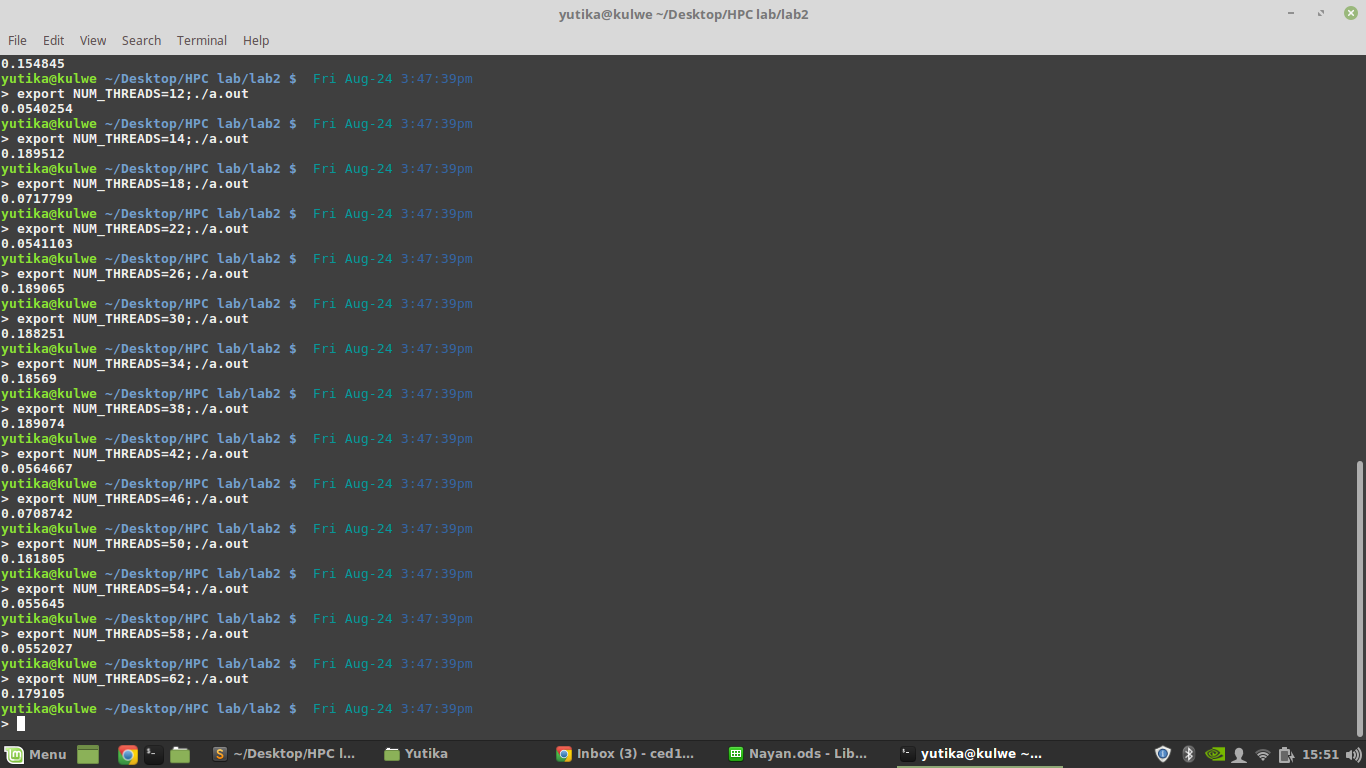 yutika@kulwe ~/Desktop/HPC lab/lab2
File Edit View Search Terminal Help
0.154845
yutika@kulwe ~/Desktop/HPC lab/lab2 $ Fri Aug-24 3:47:39pm
> export NUM_THREADS=12;./a.out
0.0540254
yutika@kulwe ~/Desktop/HPC lab/lab2 $ Fri Aug-24 3:47:39pm
> export NUM_THREADS=14;./a.out
0.189512
yutika@kulwe ~/Desktop/HPC lab/lab2 $ Fri Aug-24 3:47:39pm
> export NUM_THREADS=18;./a.out
0.0717799
yutika@kulwe ~/Desktop/HPC lab/lab2 $ Fri Aug-24 3:47:39pm
> export NUM_THREADS=22;./a.out
0.0541103
yutika@kulwe ~/Desktop/HPC lab/lab2 $ Fri Aug-24 3:47:39pm
> export NUM_THREADS=26;./a.out
0.189065
yutika@kulwe ~/Desktop/HPC lab/lab2 $ Fri Aug-24 3:47:39pm
> export NUM_THREADS=30;./a.out
0.188251
yutika@kulwe ~/Desktop/HPC lab/lab2 $ Fri Aug-24 3:47:39pm
> export NUM_THREADS=34;./a.out
0.18569
yutika@kulwe ~/Desktop/HPC lab/lab2 $ Fri Aug-24 3:47:39pm
> export NUM_THREADS=38;./a.out
0.189074
yutika@kulwe ~/Desktop/HPC lab/lab2 $ Fri Aug-24 3:47:39pm
> export NUM_THREADS=42;./a.out
0.0564667
yutika@kulwe ~/Desktop/HPC lab/lab2 $ Fri Aug-24 3:47:39pm
> export NUM_THREADS=46;./a.out
0.0708742
yutika@kulwe ~/Desktop/HPC lab/lab2 $ Fri Aug-24 3:47:39pm
> export NUM_THREADS=50;./a.out
0.181805
yutika@kulwe ~/Desktop/HPC lab/lab2 $ Fri Aug-24 3:47:39pm
> export NUM_THREADS=54;./a.out
0.055645
yutika@kulwe ~/Desktop/HPC lab/lab2 $ Fri Aug-24 3:47:39pm
> export NUM_THREADS=58;./a.out
0.0552027
yutika@kulwe ~/Desktop/HPC lab/lab2 $ Fri Aug-24 3:47:39pm
> export NUM_THREADS=62;./a.out
0.179105
yutika@kulwe ~/Desktop/HPC lab/lab2 $ Fri Aug-24 3:47:39pm
>
Menu ~/Desktop/HPC l... Yutika Inbox (3) - ced1... Nayan.ods - Lib... yutika@kulwe ~... 15:51